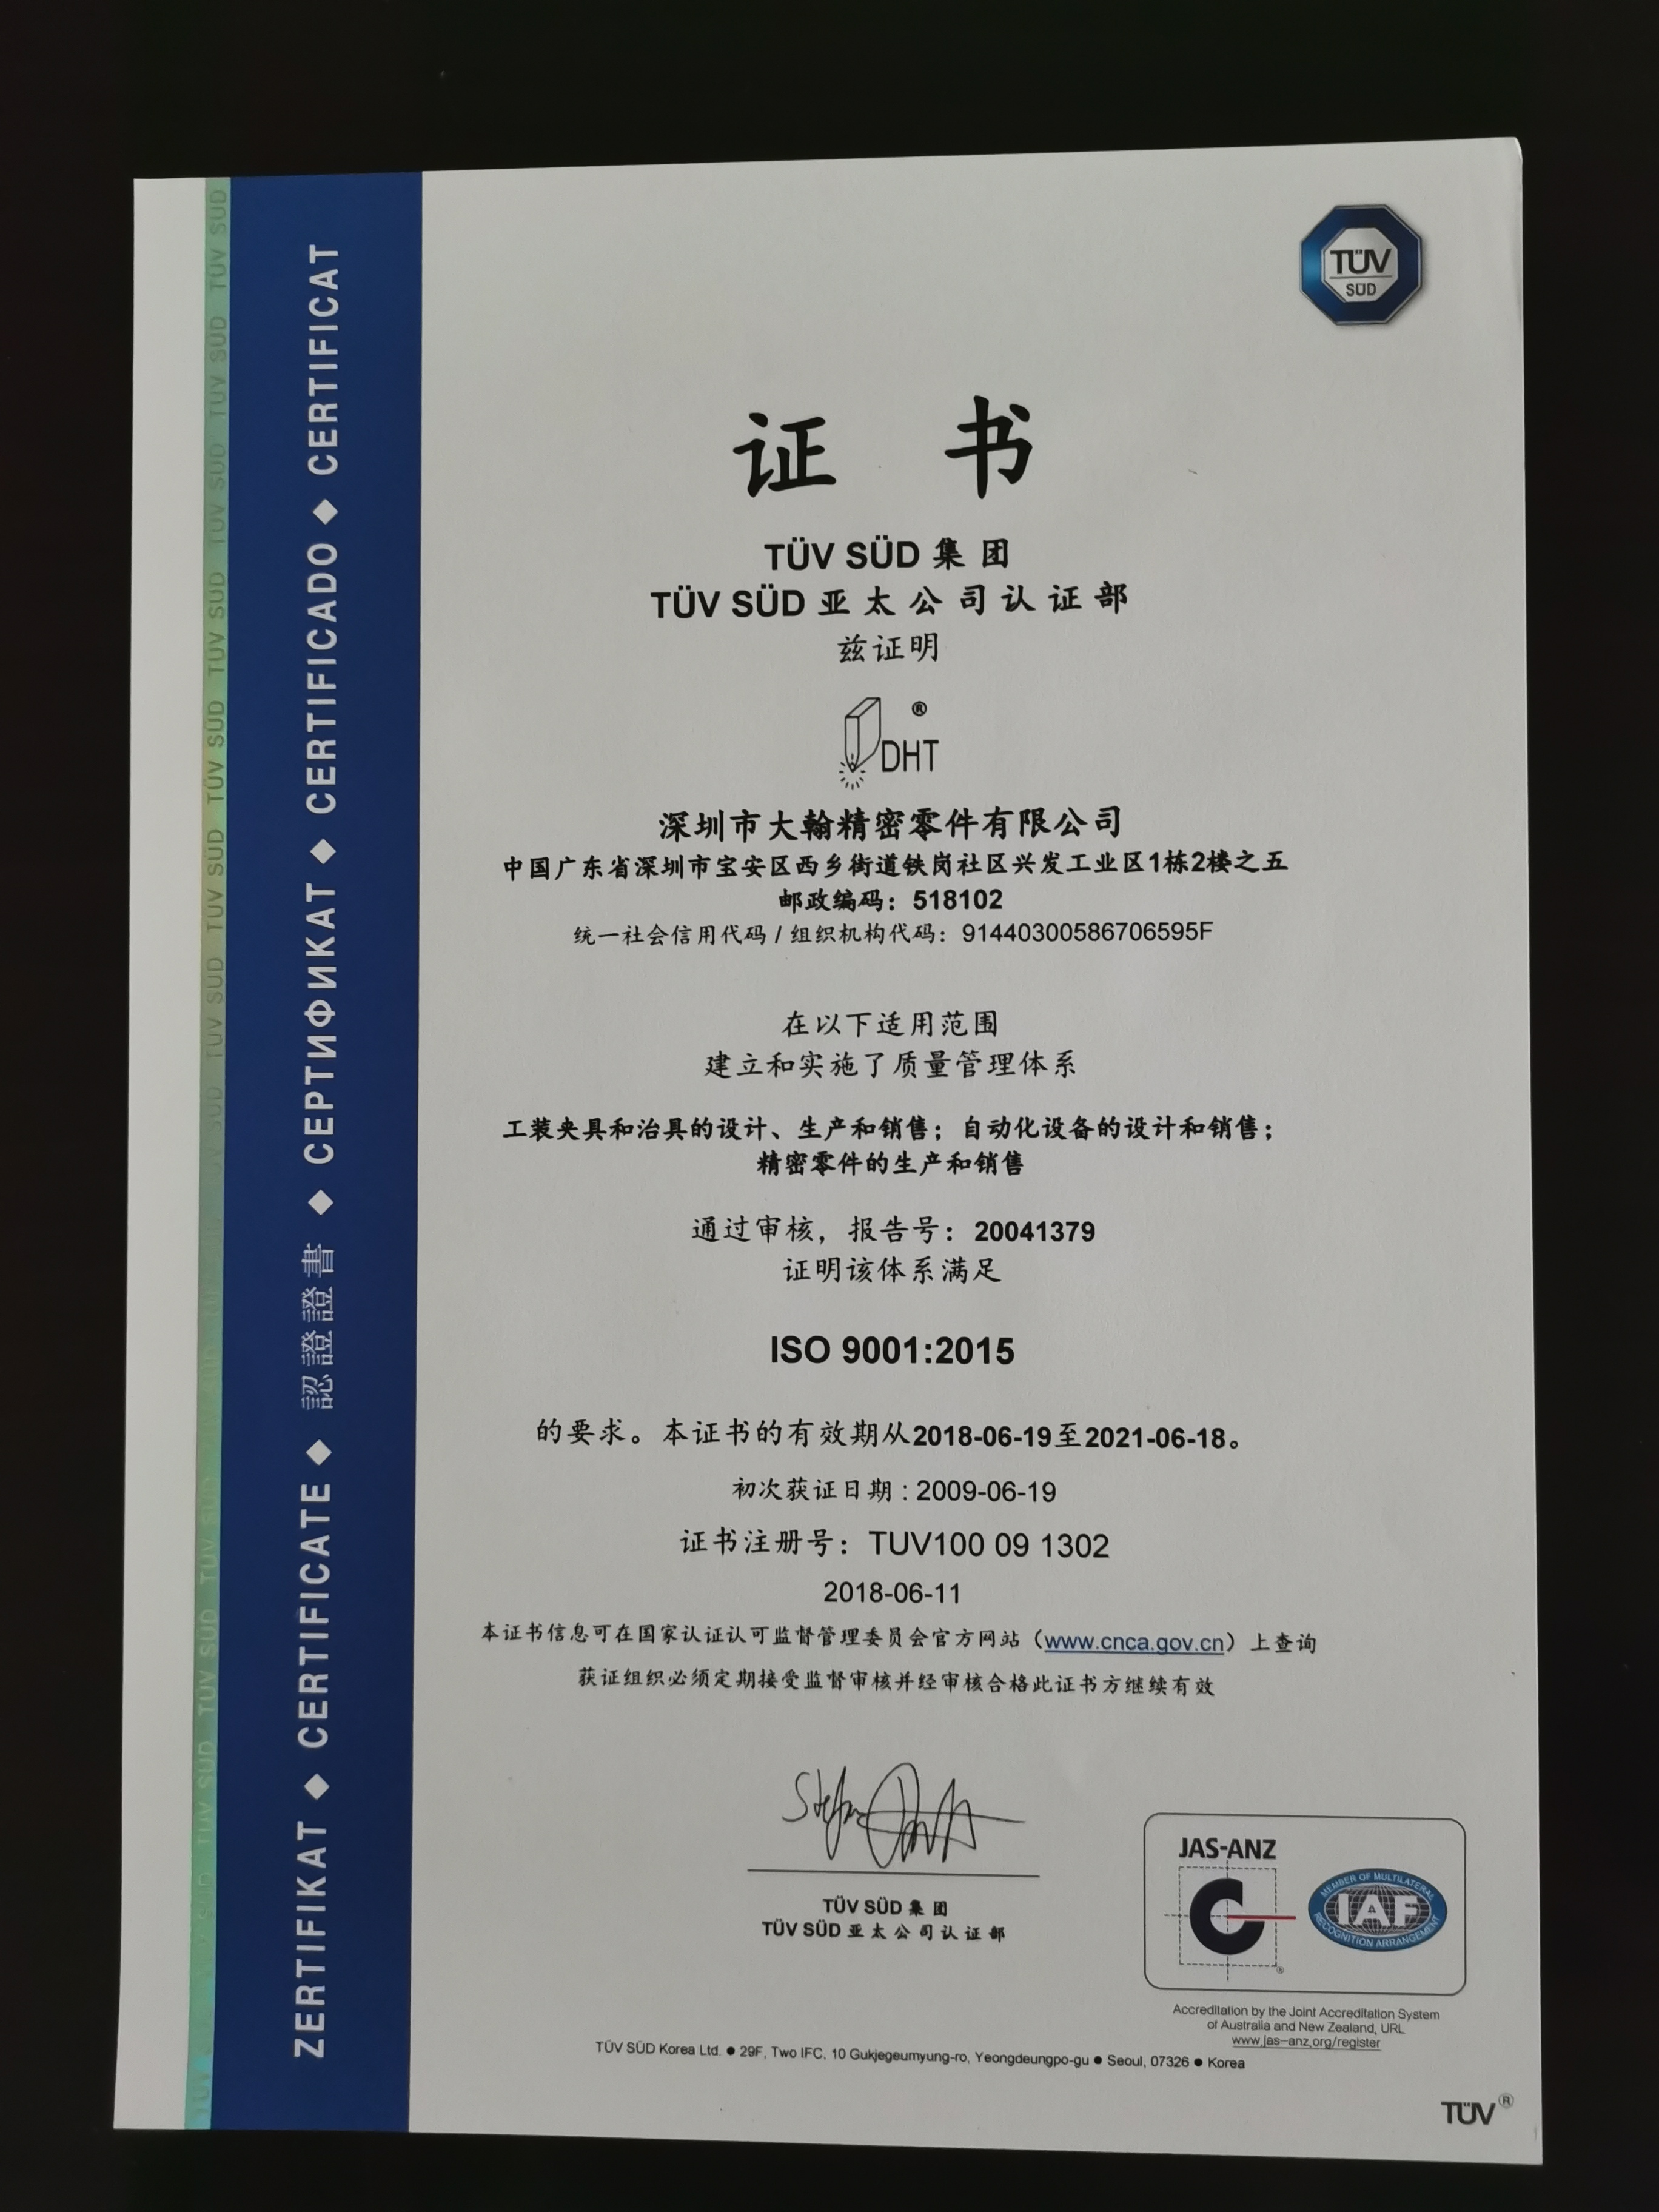 ZERTIFIKAT ◆ CERTIFICATE ◆ 認證證書 ◆ СЕРТИФИКАТ ◆ CERTIFICADO ◆ CERTIFICAT
TÜV SÜD
证 书
TÜV SÜD 集 团
TÜV SÜD 亚 太 公 司 认 证 部
兹证明
DHT®
深圳市大翰精密零件有限公司
中国广东省深圳市宝安区西乡街道铁岗社区兴发工业区1栋2楼之五
邮政编码：518102
统一社会信用代码 / 组织机构代码：91440300586706595F
在以下适用范围
建立和实施了质量管理体系
工装夹具和治具的设计、生产和销售；自动化设备的设计和销售；
精密零件的生产和销售
通过审核，报告号：20041379
证明该体系满足
ISO 9001:2015
的要求。本证书的有效期从2018-06-19至2021-06-18。
初次获证日期 : 2009-06-19
证书注册号：TUV100 09 1302
2018-06-11
本证书信息可在国家认证认可监督管理委员会官方网站（www.cnca.gov.cn）上查询
获证组织必须定期接受监督审核并经审核合格此证书方继续有效
TÜV SÜD 集 团
TÜV SÜD 亚 太 公 司 认 证 部
JAS-ANZ
MEMBER OF MULTILATERAL
IAF
RECOGNITION ARRANGEMENT
Accreditation by the Joint Accreditation System
of Australia and New Zealand, URL
www.jas-anz.org/register
TÜV SÜD Korea Ltd. ● 29F, Two IFC, 10 Gukjegeumyung-ro, Yeongdeungpo-gu ● Seoul, 07326 ● Korea
TÜV®